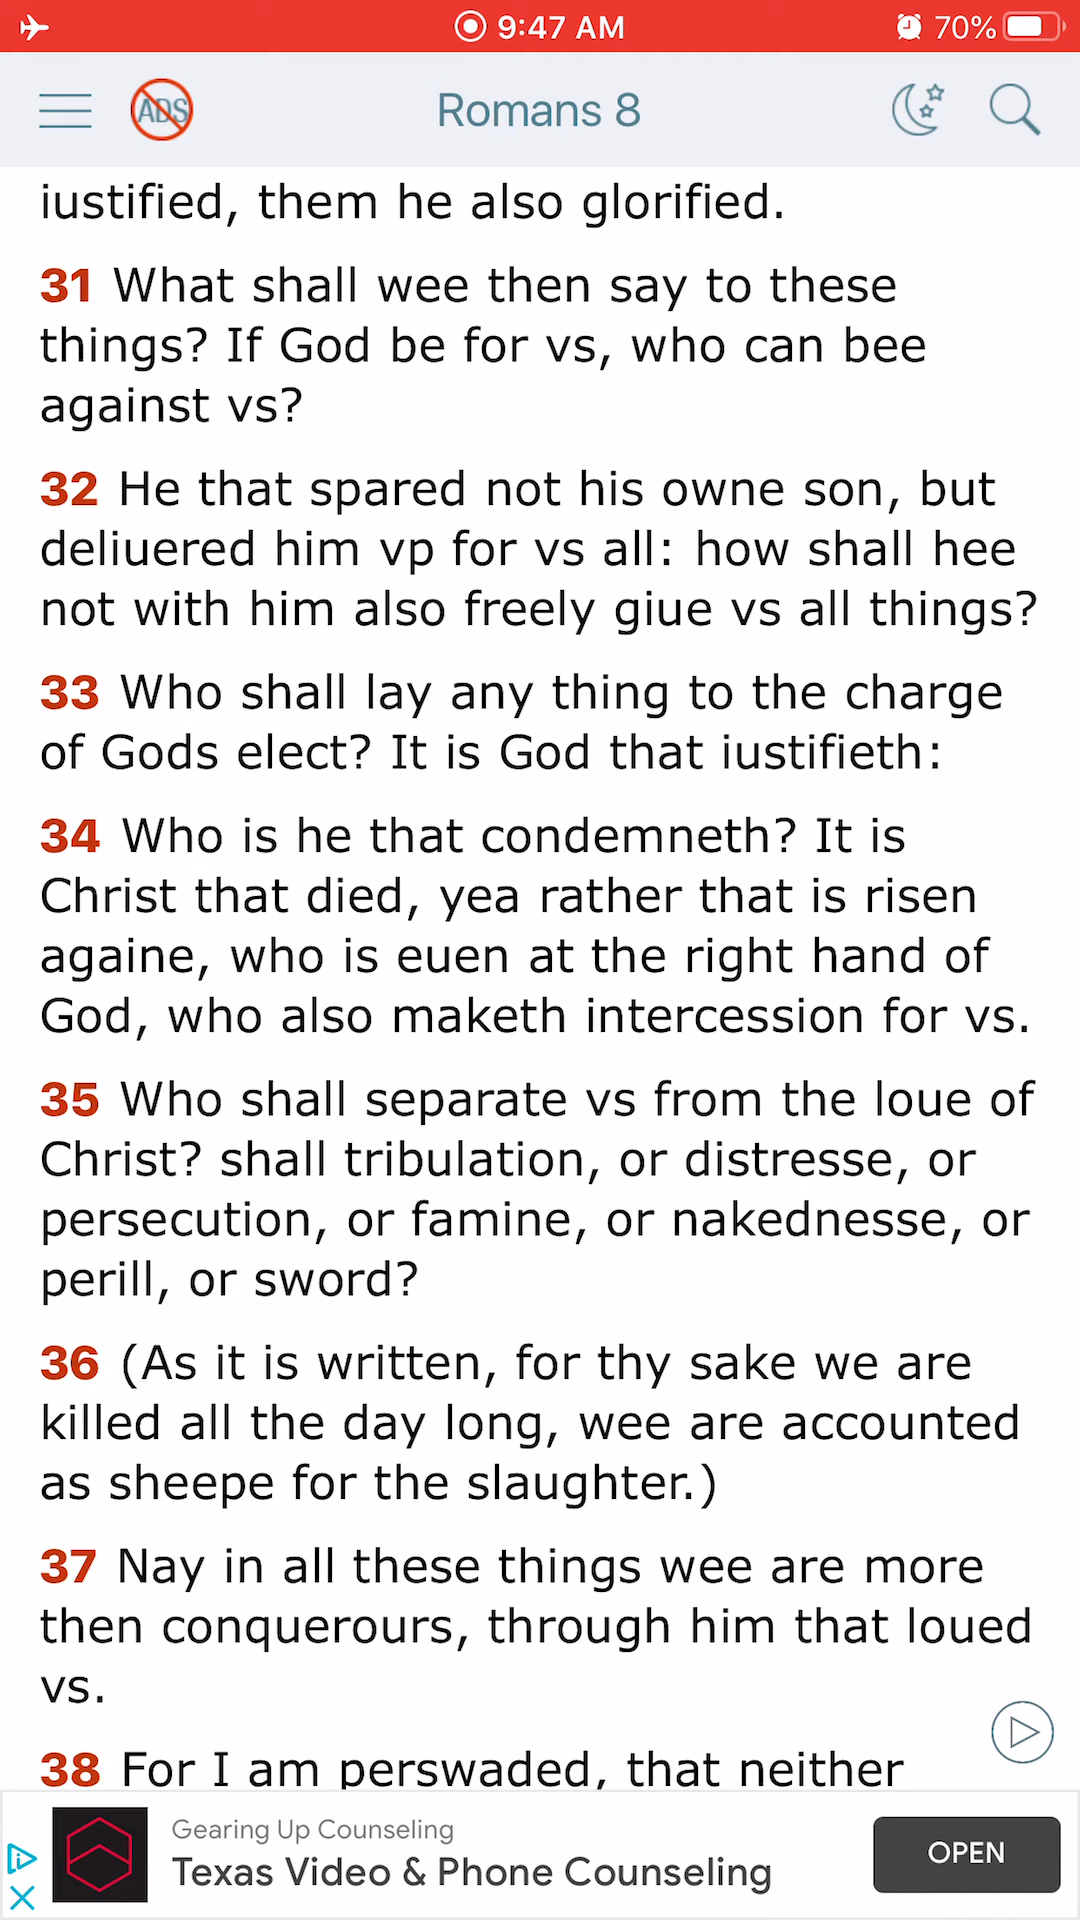 9:47 AM
70%
ADS
Romans 8
iustified, them he also glorified.
31 What shall wee then say to these
things? If God be for vs, who can bee
against vs?
32 He that spared not his owne son, but
deliuered him vp for vs all: how shall hee
not with him also freely giue vs all things?
33 Who shall lay any thing to the charge
of Gods elect? It is God that iustifieth:
34 Who is he that condemneth? It is
Christ that died, yea rather that is risen
againe, who is euen at the right hand of
God, who also maketh intercession for vs.
35 Who shall separate vs from the loue of
Christ? shall tribulation, or distresse, or
persecution, or famine, or nakednesse, or
perill, or sword?
36 (As it is written, for thy sake we are
killed all the day long, wee are accounted
as sheepe for the slaughter.)
37 Nay in all these things wee are more
then conquerours, through him that loued
vs.
38 For I am perswaded, that neither
Gearing Up Counseling
Texas Video & Phone Counseling
OPEN